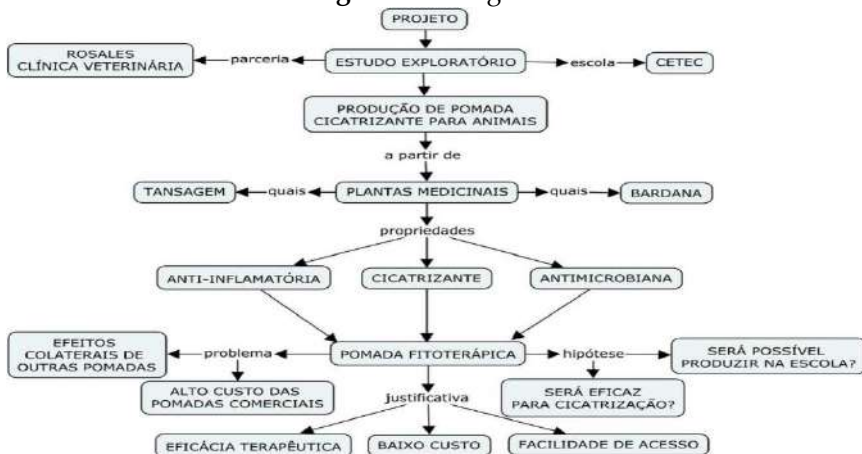 PROJETO
ROSALES
CLÍNICA VETERINÁRIA
parceria
ESTUDO EXPLORATÓRIO
escola
CETEC
PRODUÇÃO DE POMADA
CICATRIZANTE PARA ANIMAIS
a partir de
TANSAGEM
quais
PLANTAS MEDICINAIS
quais
BARDANA
propriedades
ANTI-INFLAMATÓRIA
CICATRIZANTE
ANTIMICROBIANA
EFEITOS
COLATERAIS DE
OUTRAS POMADAS
problema
POMADA FITOTERÁPICA
hipótese
SERÁ POSSÍVEL
PRODUZIR NA ESCOLA?
ALTO CUSTO DAS
POMADAS COMERCIAIS
justificativa
SERÁ EFICAZ
PARA CICATRIZAÇÃO?
EFICÁCIA TERAPÊUTICA
BAIXO CUSTO
FACILIDADE DE ACESSO